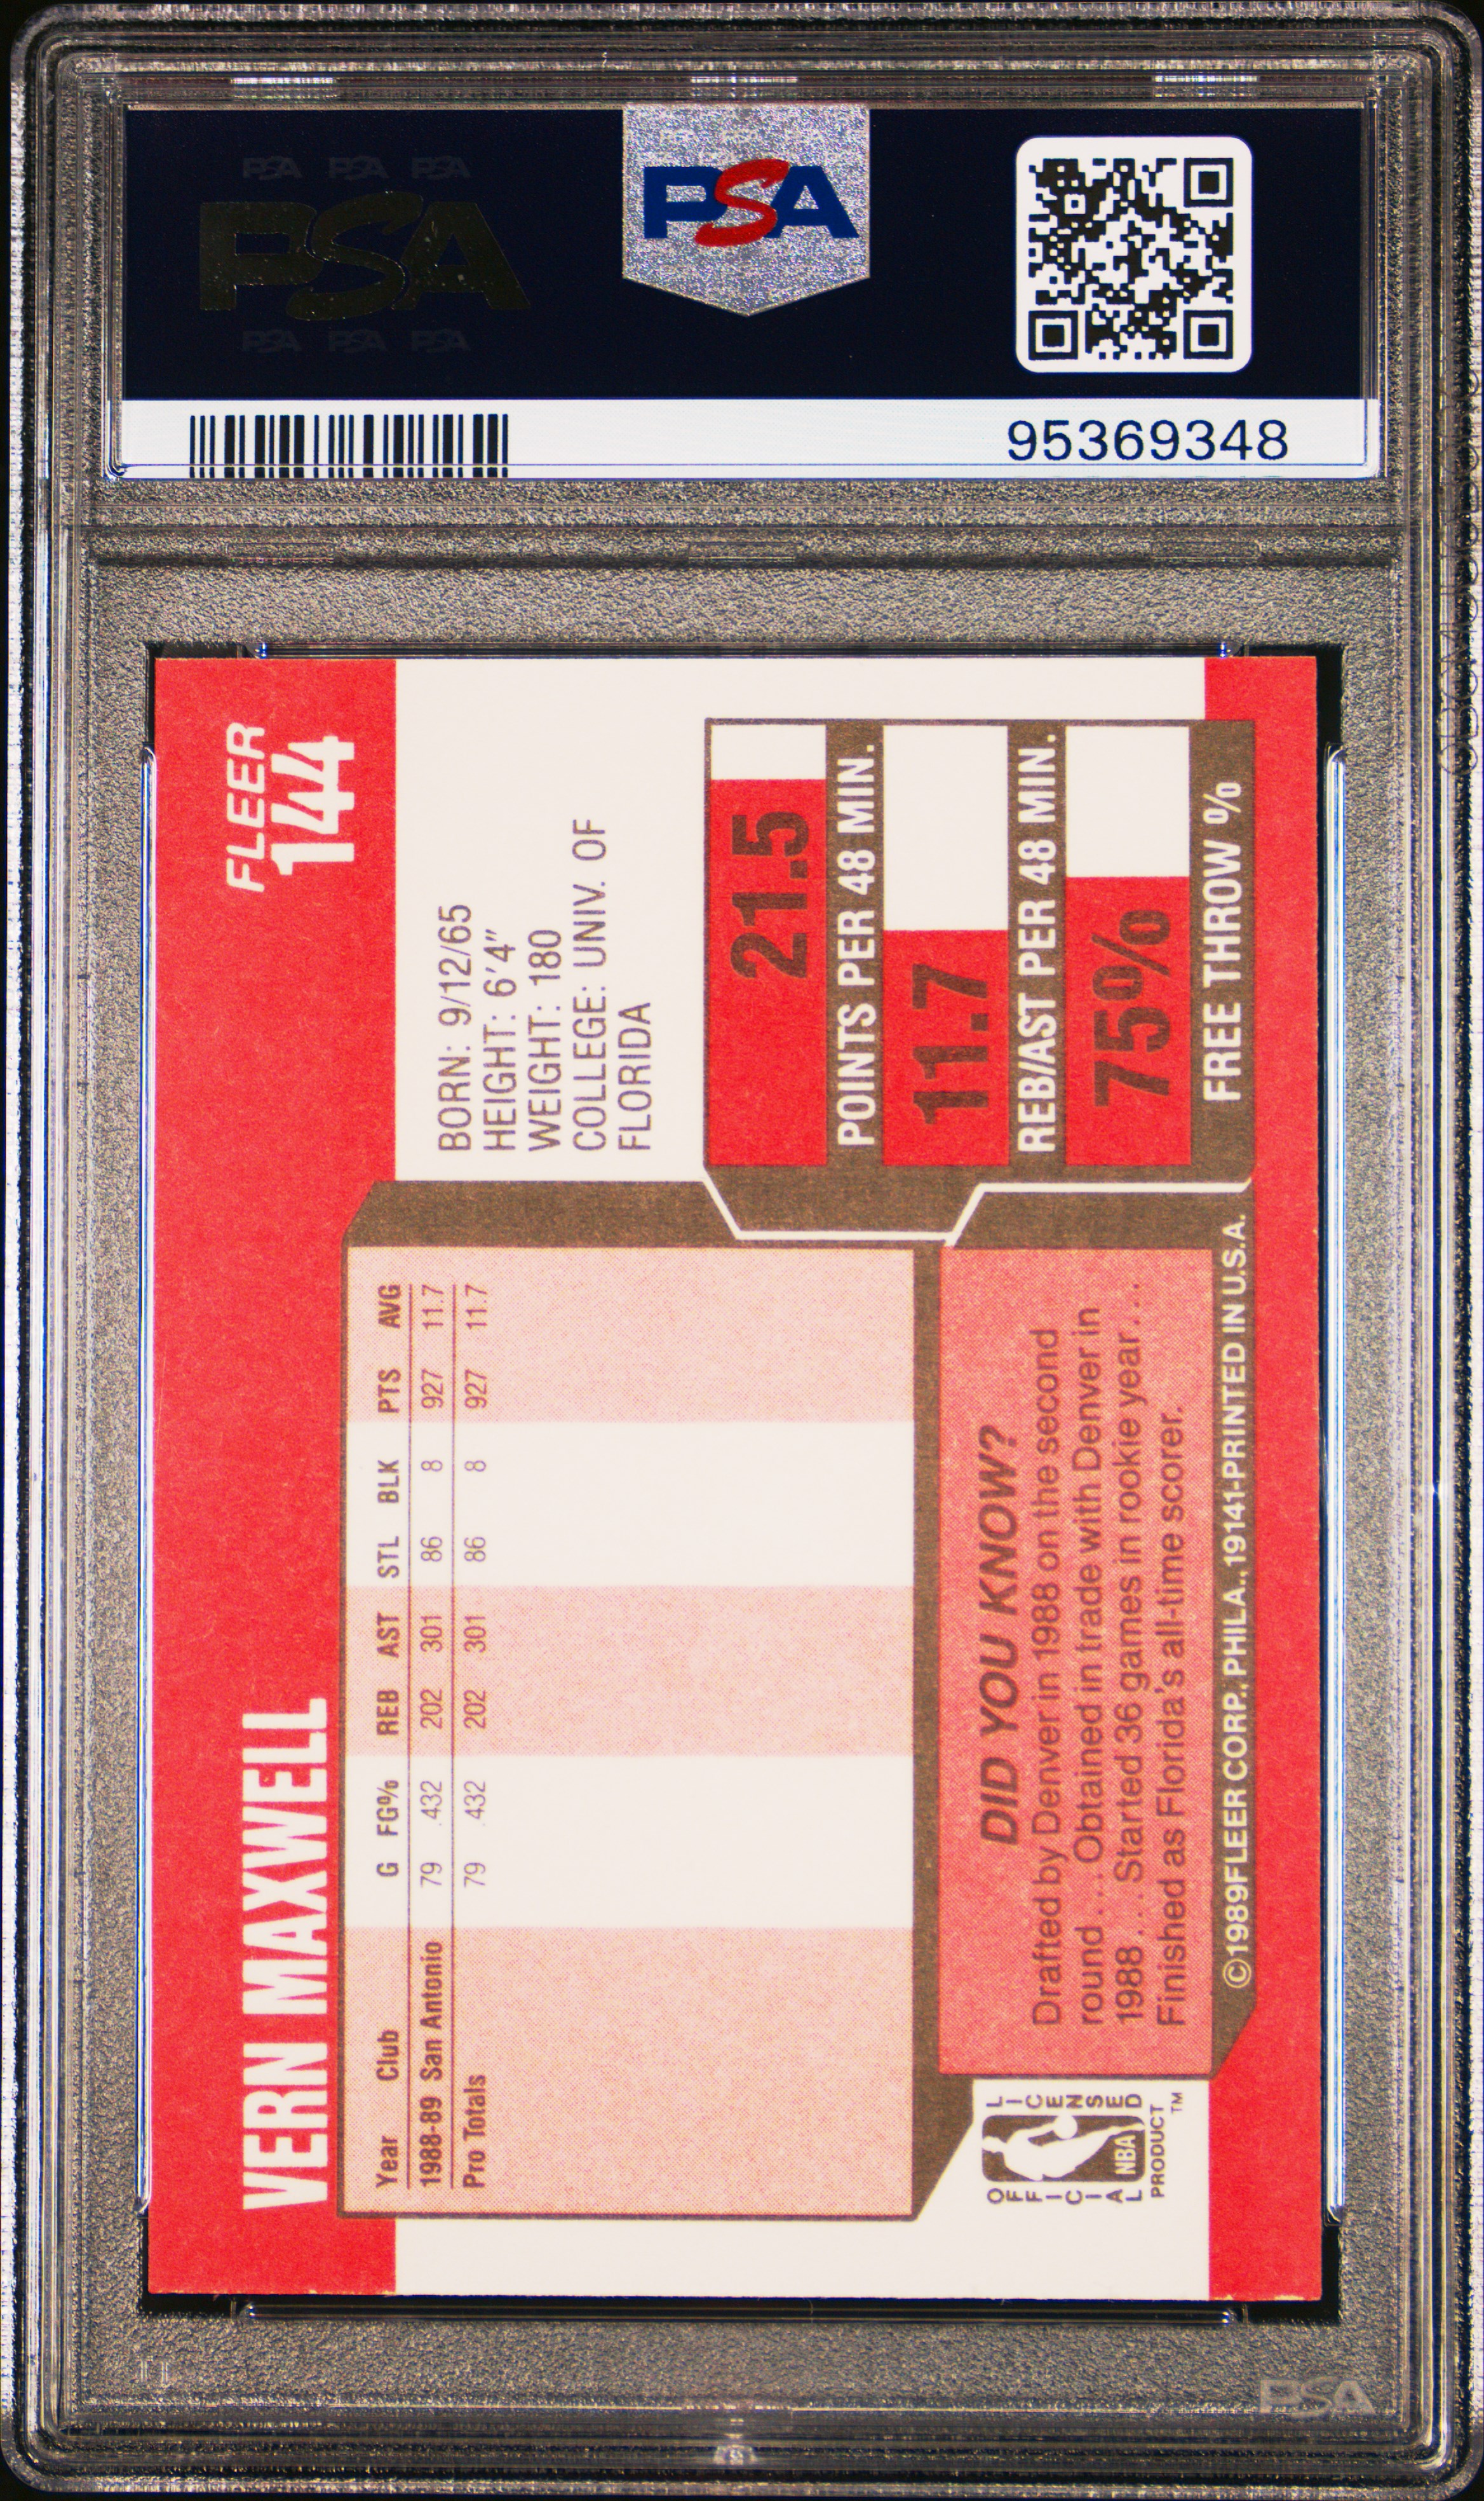 PSA PSA PSA
PSA
PSA PSA PSA
PSA
95369348
FLEER
144
VERN MAXWELL
BORN: 9/12/65
HEIGHT: 6'4"
WEIGHT: 180
COLLEGE: UNIV. OF
FLORIDA
Year Club G FG% REB AST STL BLK PTS AVG
1988-89 San Antonio 79 .432 202 301 86 8 927 11.7
Pro Totals 79 .432 202 301 86 8 927 11.7
21.5
POINTS PER 48 MIN.
11.7
REB/AST PER 48 MIN.
75%
FREE THROW %
DID YOU KNOW?
Drafted by Denver in 1988 on the second
round . . . Obtained in trade with Denver in
1988 . . . Started 36 games in rookie year . . .
Finished as Florida's all-time scorer.
OFFICIAL LICENSED
NBA
PRODUCT TM
©1989 FLEER CORP., PHILA., 19141-PRINTED IN U.S.A.
PSA